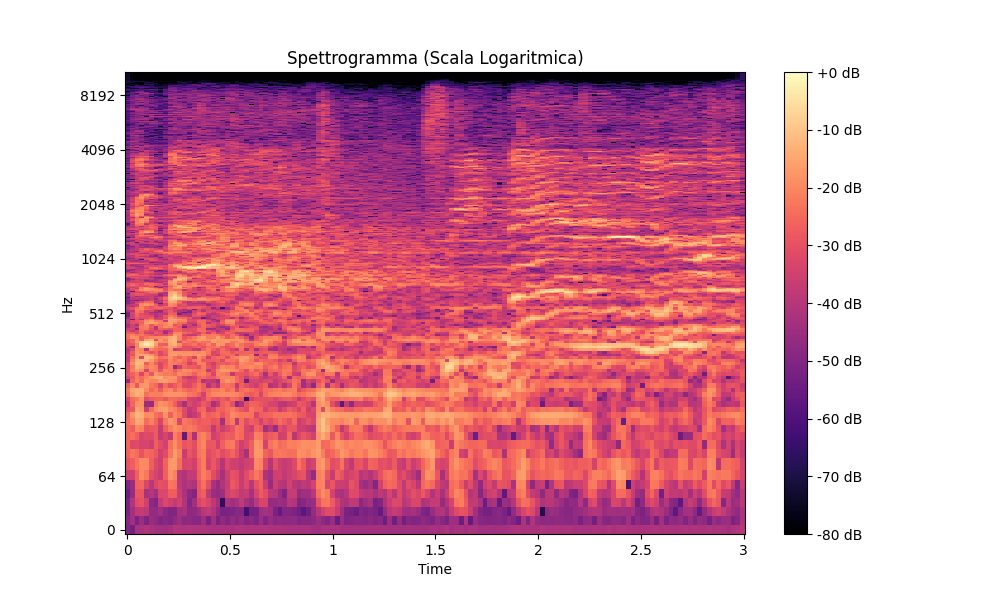 Spettrogramma (Scala Logaritmica)
Hz
8192
4096
2048
1024
512
256
128
64
0
0
0.5
1
1.5
2
2.5
3
Time
+0 dB
-10 dB
-20 dB
-30 dB
-40 dB
-50 dB
-60 dB
-70 dB
-80 dB